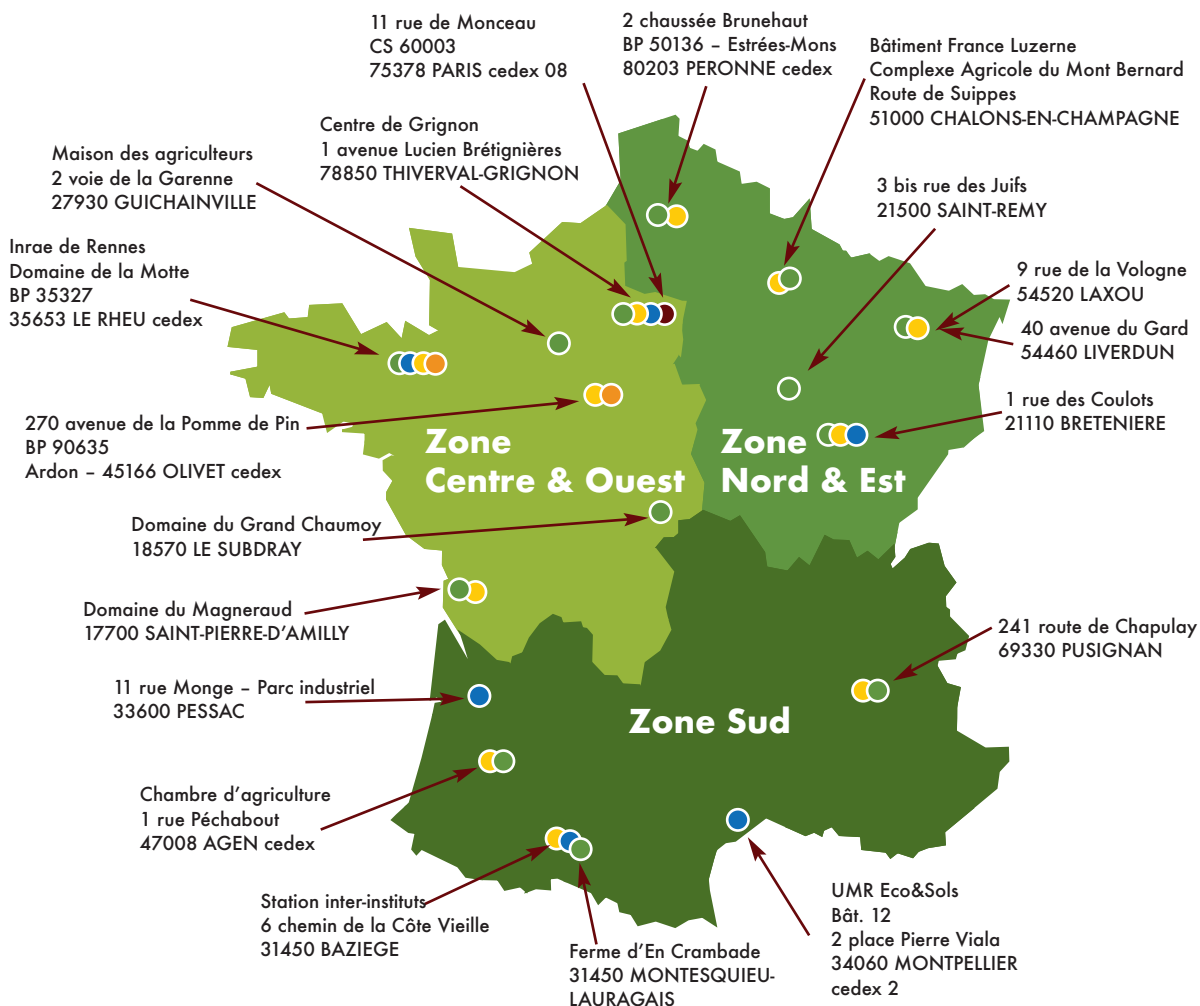 11 rue de Monceau
CS 60003
75378 PARIS cedex 08
2 chaussée Brunehaut
BP 50136 – Estrées-Mons
80203 PERONNE cedex
Bâtiment France Luzerne
Complexe Agricole du Mont Bernard
Route de Suippes
51000 CHALONS-EN-CHAMPAGNE
Centre de Grignon
1 avenue Lucien Brétignières
78850 THIVERVAL-GRIGNON
Maison des agriculteurs
2 voie de la Garenne
27930 GUICHAINVILLE
3 bis rue des Juifs
21500 SAINT-REMY
Inrae de Rennes
Domaine de la Motte
BP 35327
35653 LE RHEU cedex
9 rue de la Vologne
54520 LAXOU
40 avenue du Gard
54460 LIVERDUN
1 rue des Coulots
21110 BRETENIERE
270 avenue de la Pomme de Pin
BP 90635
Ardon – 45166 OLIVET cedex
Zone
Centre & Ouest
Zone
Nord & Est
Domaine du Grand Chaumoy
18570 LE SUBDRAY
Domaine du Magneraud
17700 SAINT-PIERRE-D’AMILLY
241 route de Chapulay
69330 PUSIGNAN
11 rue Monge – Parc industriel
33600 PESSAC
Zone Sud
Chambre d’agriculture
1 rue Péchabout
47008 AGEN cedex
Station inter-instituts
6 chemin de la Côte Vieille
31450 BAZIEGE
Ferme d’En Crambade
31450 MONTESQUIEU-
LAURAGAIS
UMR Eco&Sols
Bât. 12
2 place Pierre Viala
34060 MONTPELLIER
cedex 2